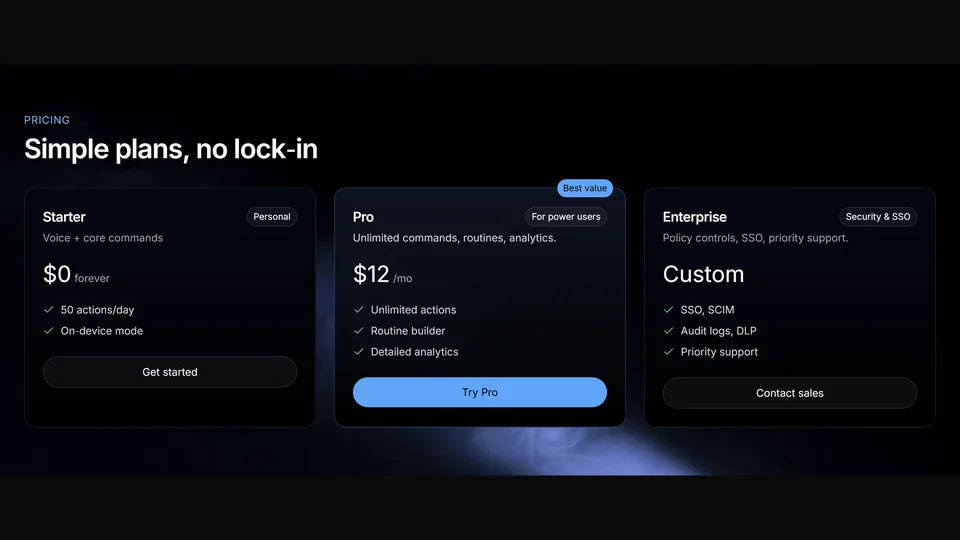 PRICING
Simple plans, no lock-in
Starter
Personal
Voice + core commands
$0 forever
50 actions/day
On-device mode
Get started
Best value
Pro
For power users
Unlimited commands, routines, analytics.
$12 /mo
Unlimited actions
Routine builder
Detailed analytics
Try Pro
Enterprise
Security & SSO
Policy controls, SSO, priority support.
Custom
SSO, SCIM
Audit logs, DLP
Priority support
Contact sales